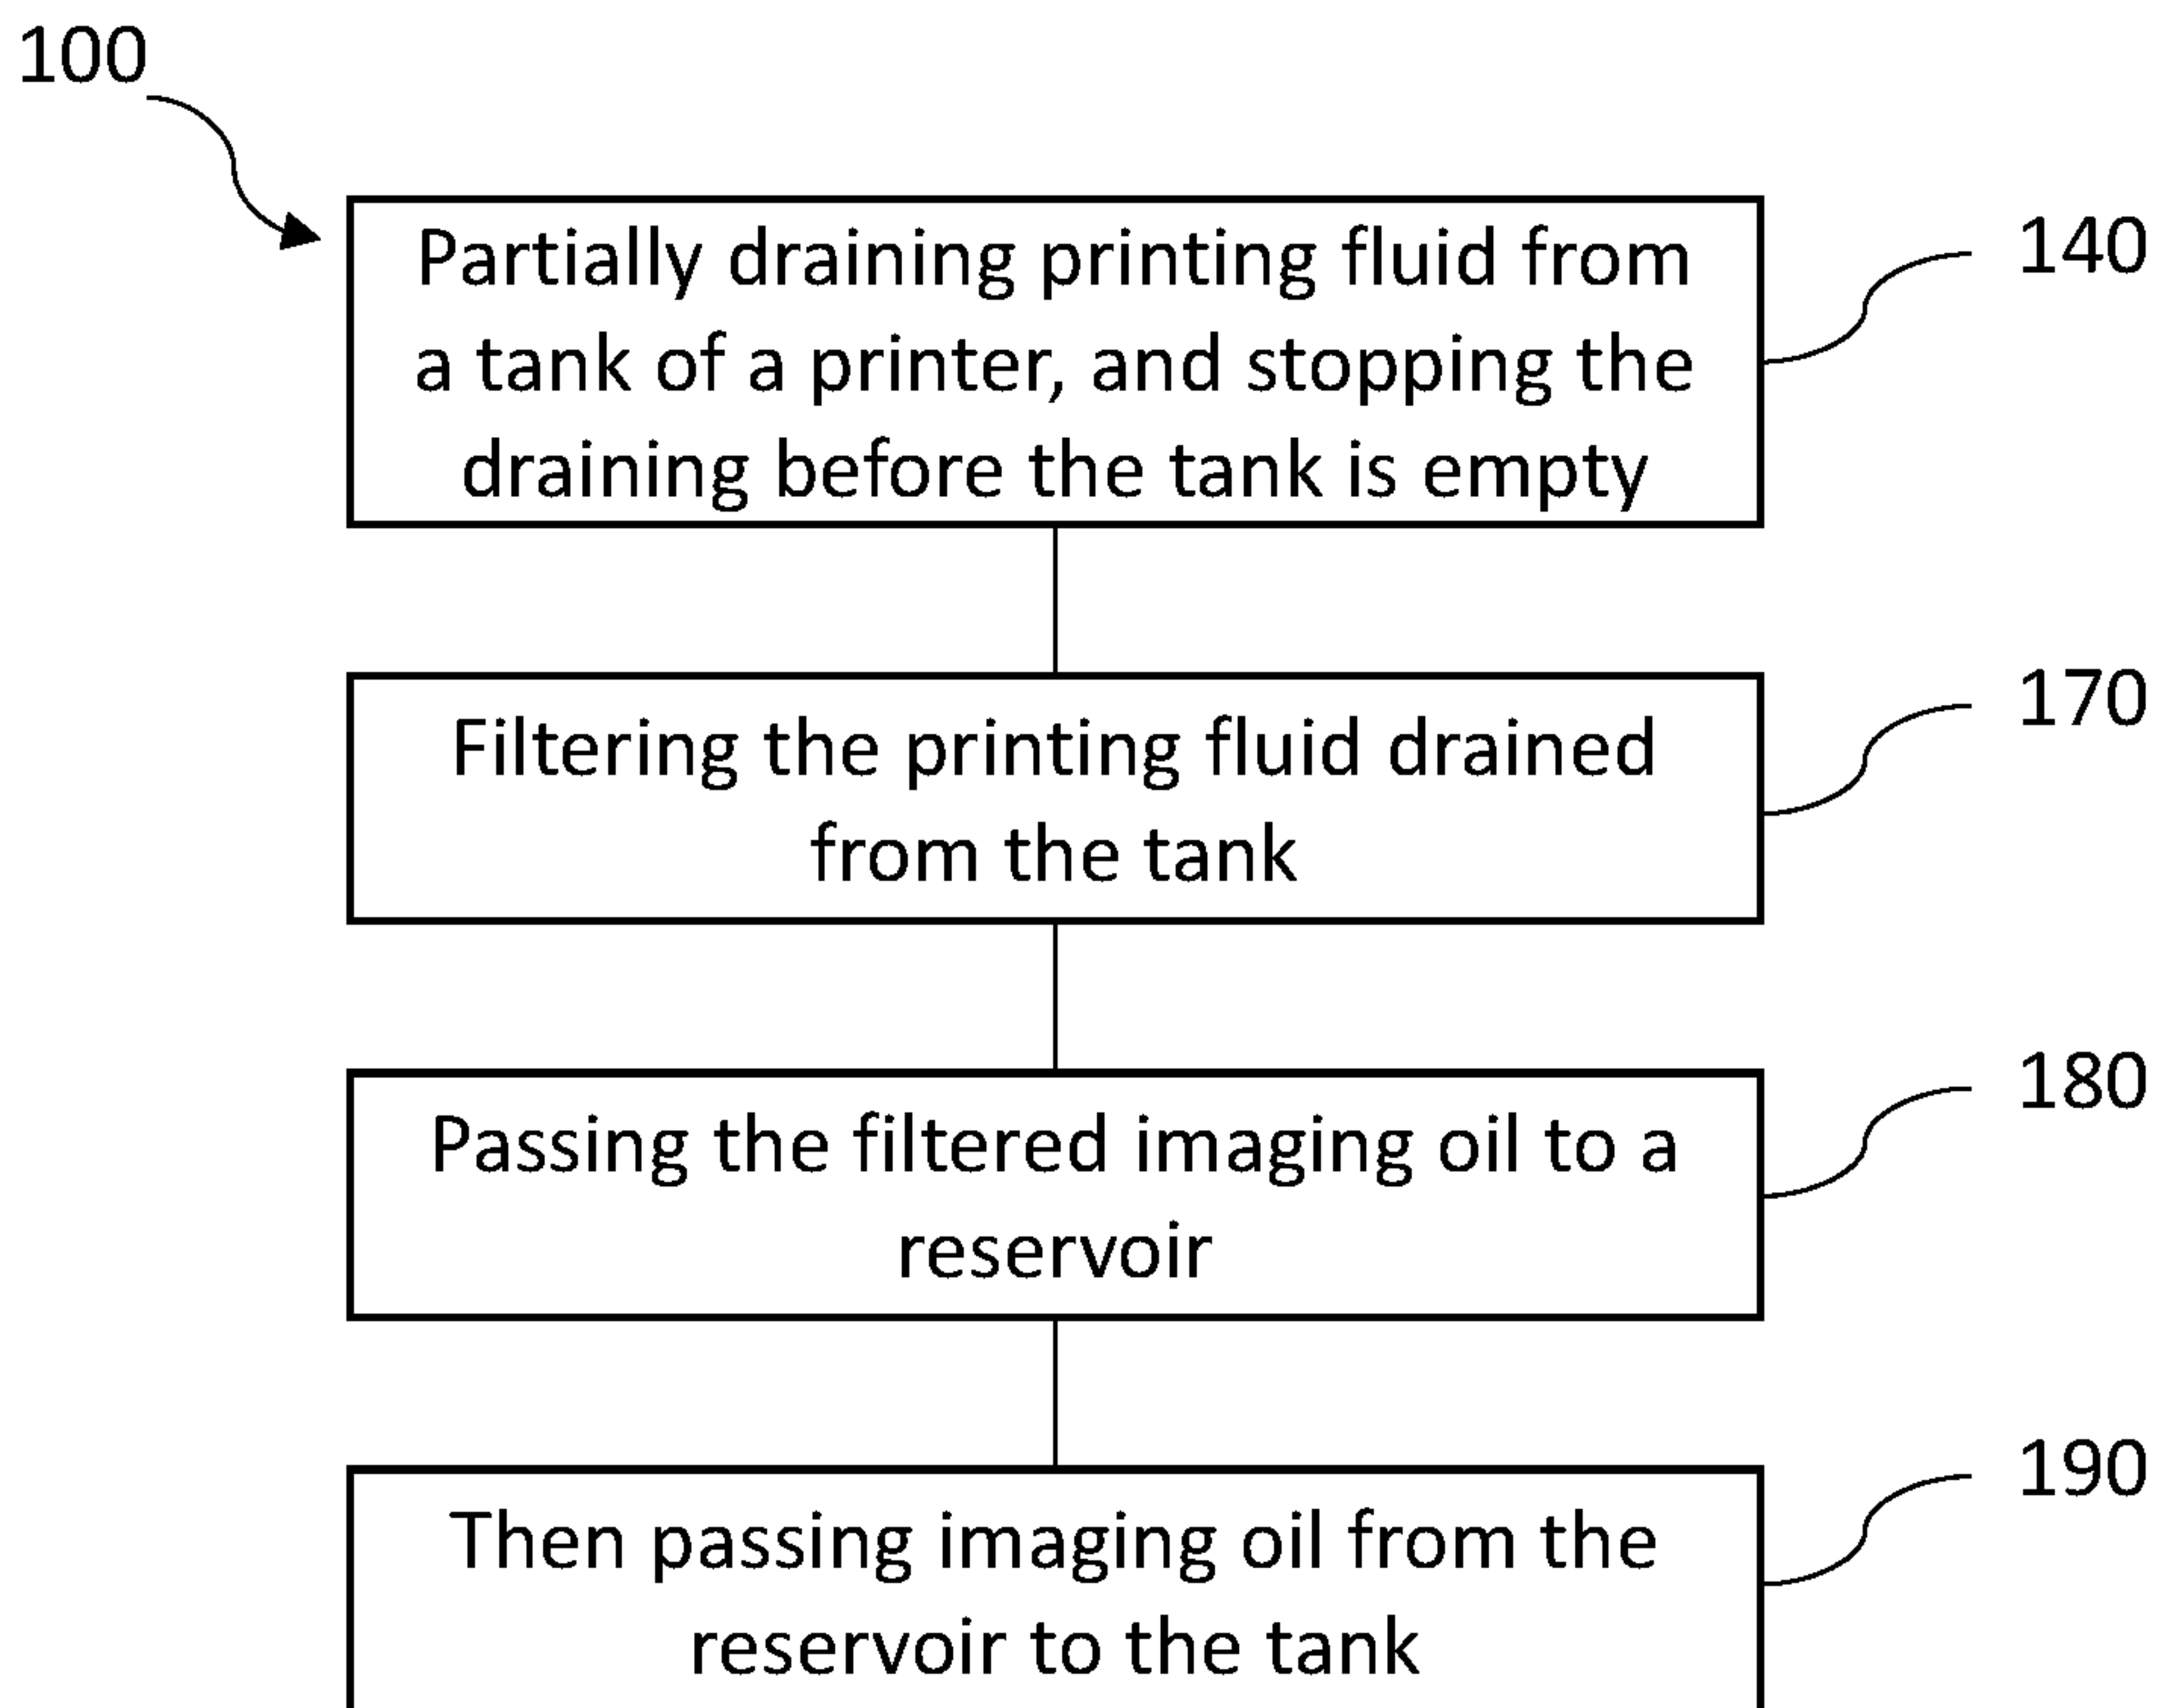 100
Partially draining printing fluid from
a tank of a printer, and stopping the
draining before the tank is empty
140
Filtering the printing fluid drained
from the tank
170
Passing the filtered imaging oil to a
reservoir
180
Then passing imaging oil from the
reservoir to the tank
190